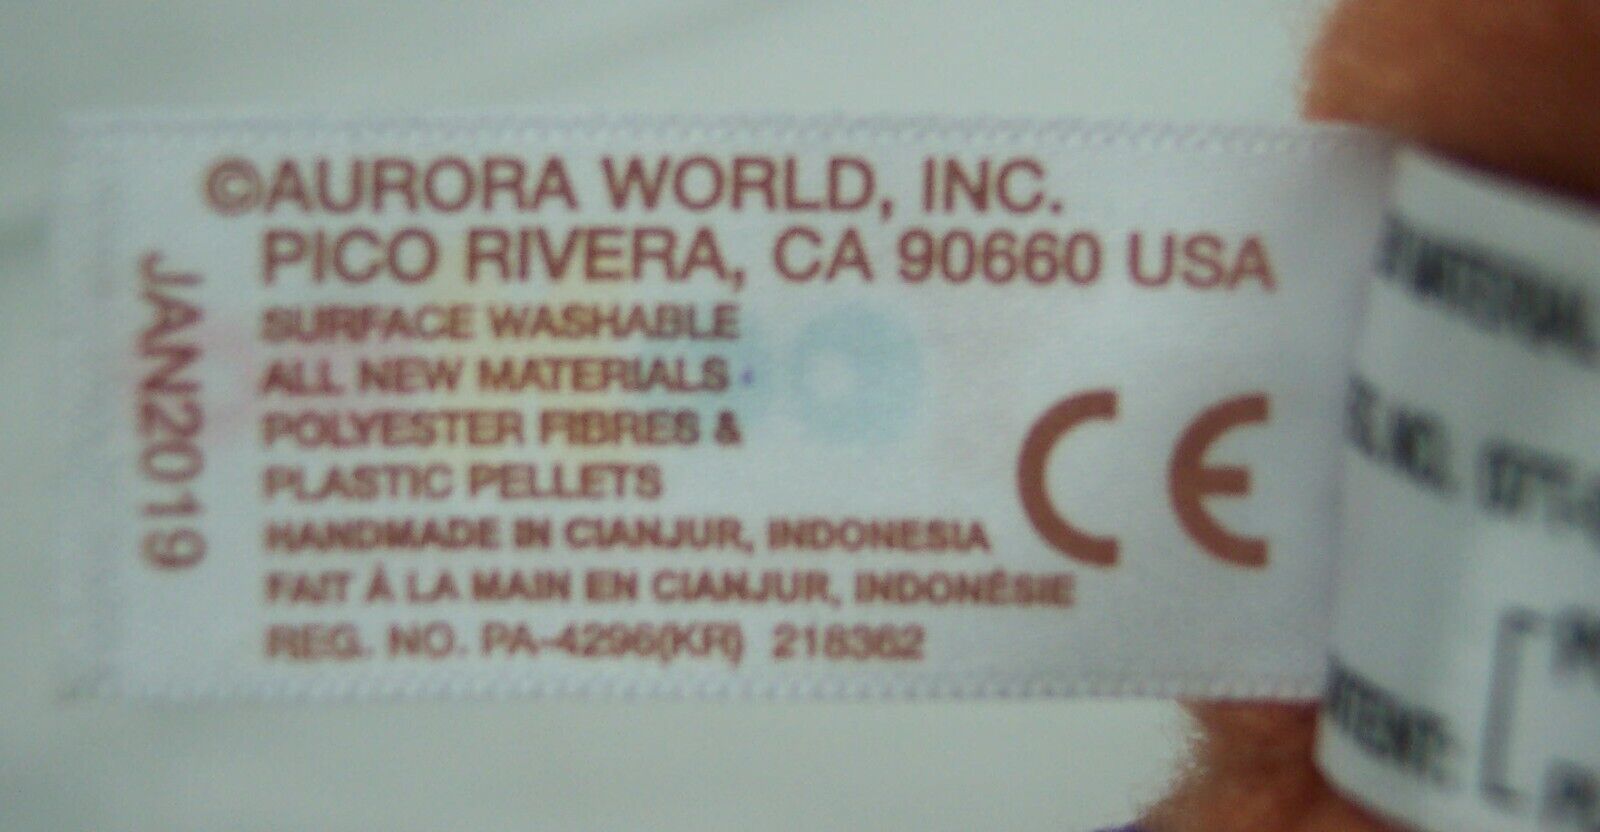 ©AURORA WORLD, INC.
PICO RIVERA, CA 90660 USA
SURFACE WASHABLE
ALL NEW MATERIALS
POLYESTER FIBRES &
PLASTIC PELLETS
HANDMADE IN CIANJUR, INDONESIA
FAIT À LA MAIN EN CIANJUR, INDONÉSIE
REG. NO. PA-4296(KR) 218362
JAN2019
CE